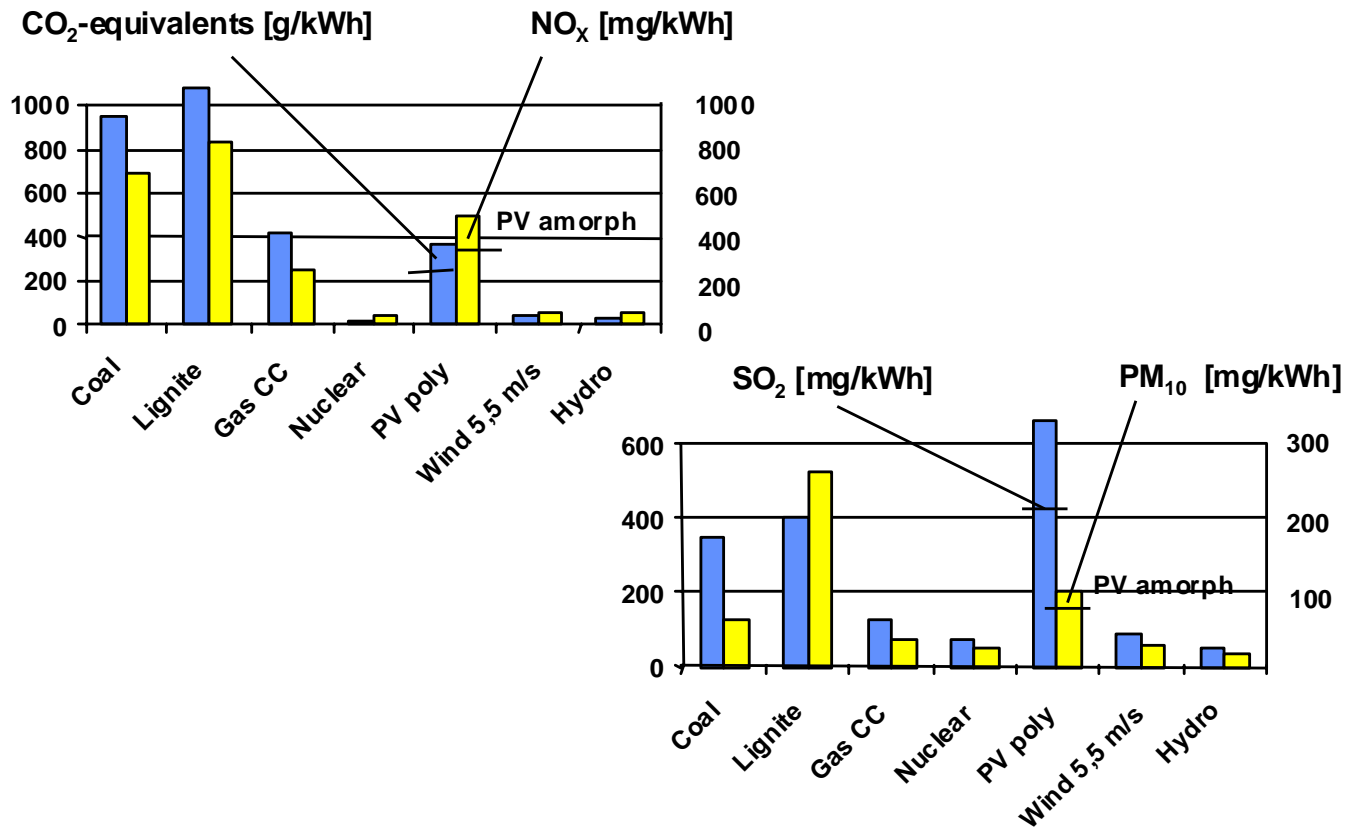 CO₂-equivalents [g/kWh] NOₓ [mg/kWh]
1000 1000
800 800
600 600
PV amorph
400 400
200 200
0 0
Coal
Lignite
Gas CC
Nuclear
PV poly
Wind 5,5 m/s
Hydro
SO₂ [mg/kWh] PM₁₀ [mg/kWh]
600 300
400 200
PV amorph
200 100
0
Coal
Lignite
Gas CC
Nuclear
PV poly
Wind 5,5 m/s
Hydro